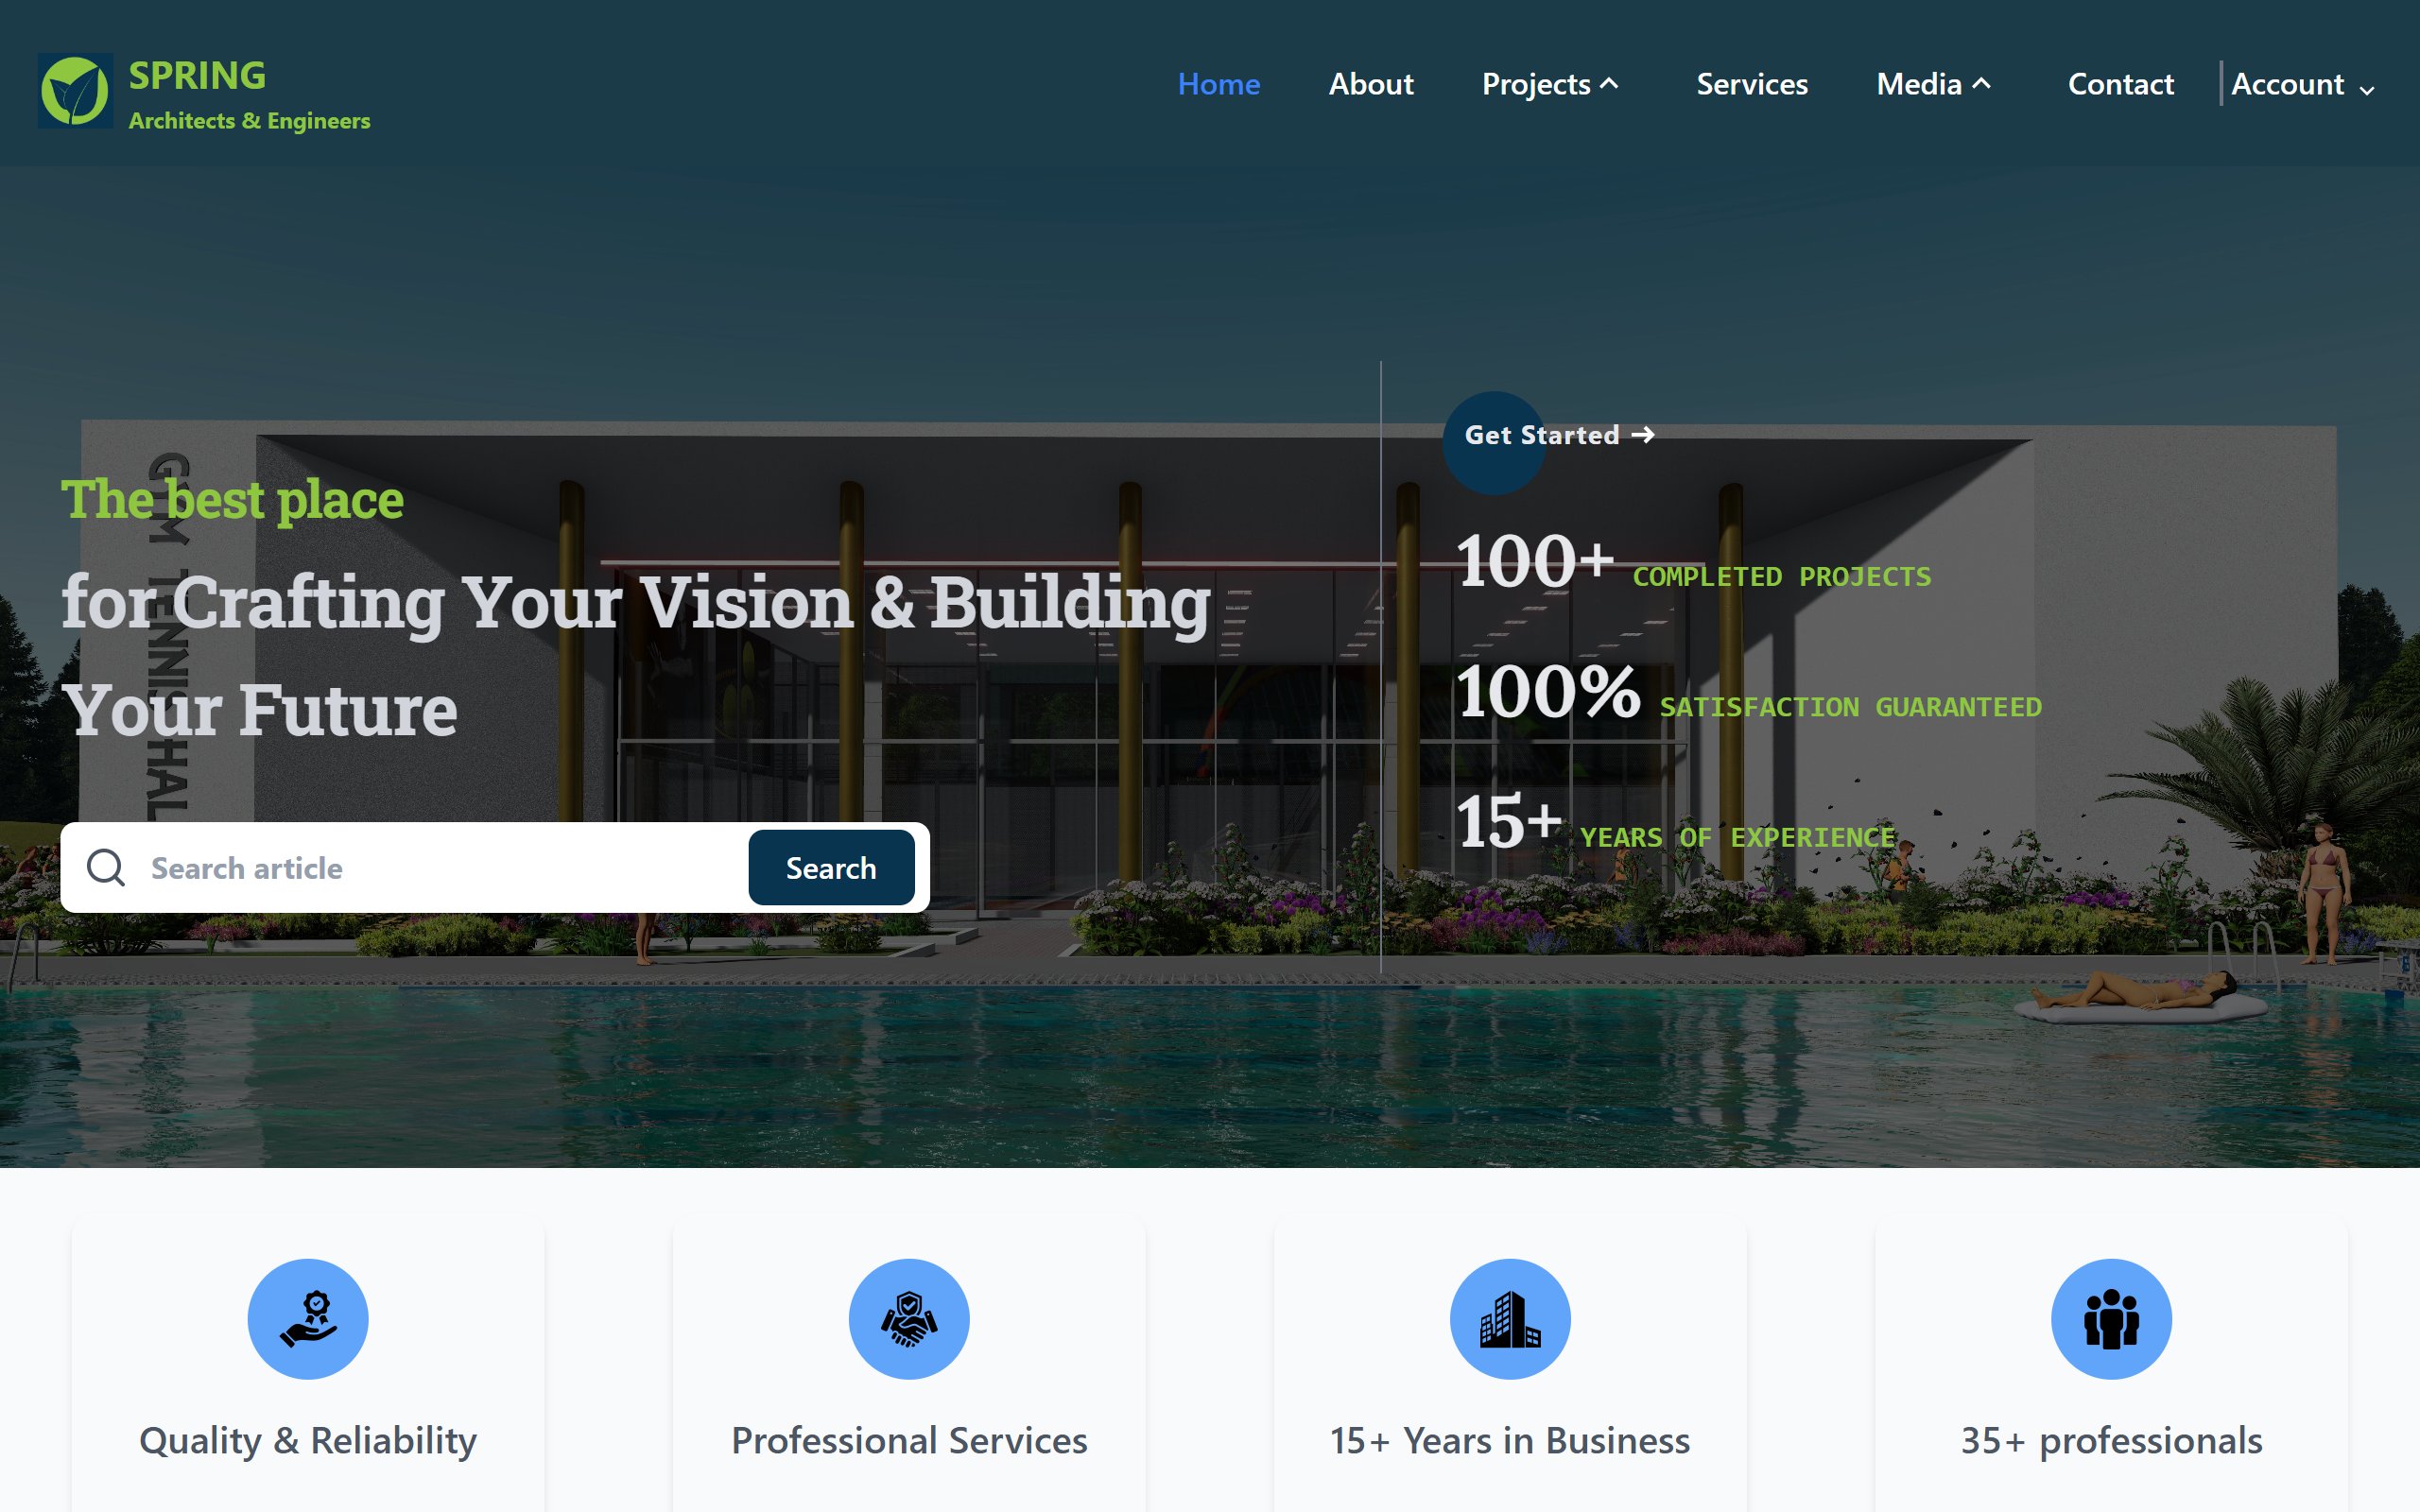 SPRING
Architects & Engineers
Home
About
Projects
Services
Media
Contact
Account
GYM TENNIS HAL
The best place
for Crafting Your Vision & Building
Your Future
Search article
Search
Get Started
100+ COMPLETED PROJECTS
100% SATISFACTION GUARANTEED
15+ YEARS OF EXPERIENCE
Quality & Reliability
Professional Services
15+ Years in Business
35+ professionals